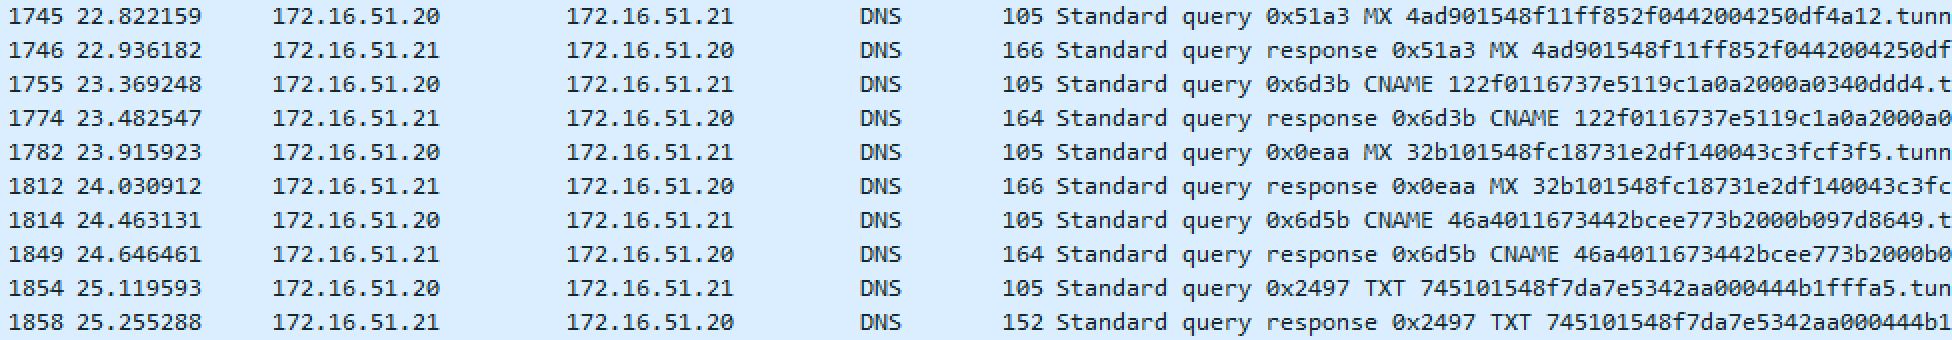 1745 22.822159 172.16.51.20 172.16.51.21 DNS 105 Standard query 0x51a3 MX 4ad901548f11ff852f0442004250df4a12.tunn
1746 22.936182 172.16.51.21 172.16.51.20 DNS 166 Standard query response 0x51a3 MX 4ad901548f11ff852f0442004250df
1755 23.369248 172.16.51.20 172.16.51.21 DNS 105 Standard query 0x6d3b CNAME 122f0116737e5119c1a0a2000a0340ddd4.t
1774 23.482547 172.16.51.21 172.16.51.20 DNS 164 Standard query response 0x6d3b CNAME 122f0116737e5119c1a0a2000a0
1782 23.915923 172.16.51.20 172.16.51.21 DNS 105 Standard query 0x0eaa MX 32b101548fc18731e2df140043c3fcf3f5.tunn
1812 24.030912 172.16.51.21 172.16.51.20 DNS 166 Standard query response 0x0eaa MX 32b101548fc18731e2df140043c3fc
1814 24.463131 172.16.51.20 172.16.51.21 DNS 105 Standard query 0x6d5b CNAME 46a4011673442bcee773b2000b097d8649.t
1849 24.646461 172.16.51.21 172.16.51.20 DNS 164 Standard query response 0x6d5b CNAME 46a4011673442bcee773b2000b0
1854 25.119593 172.16.51.20 172.16.51.21 DNS 105 Standard query 0x2497 TXT 745101548f7da7e5342aa000444b1fffa5.tun
1858 25.255288 172.16.51.21 172.16.51.20 DNS 152 Standard query response 0x2497 TXT 745101548f7da7e5342aa000444b1